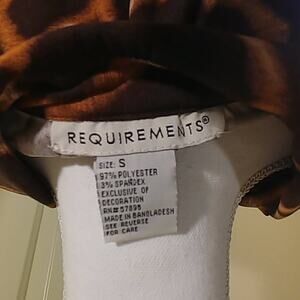 REQUIREMENTS®
SIZE: S
97% POLYESTER
3% SPANDEX
EXCLUSIVE OF
DECORATION
RN# 57895
MADE IN BANGLADESH
SEE REVERSE
FOR CARE